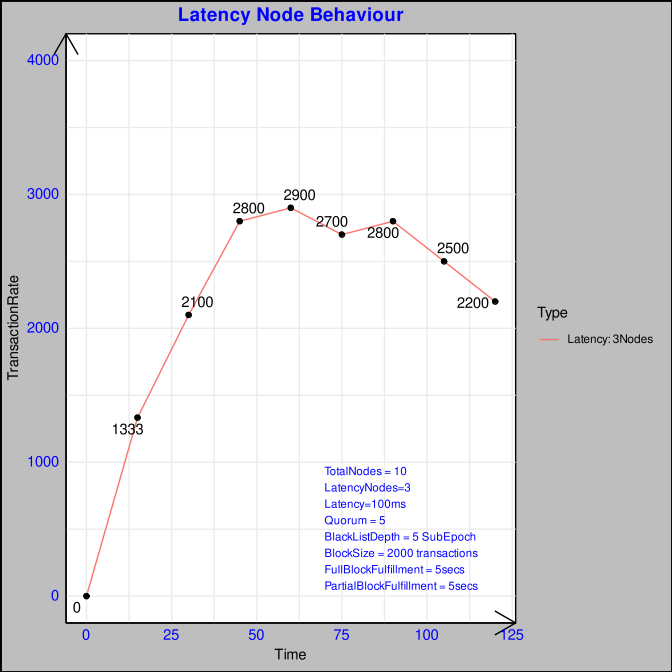 Latency Node Behaviour
4000
3000
2000
1000
0
TransactionRate
0
1333
2100
2800
2900
2700
2800
2500
2200
TotalNodes = 10
LatencyNodes=3
Latency=100ms
Quorum = 5
BlackListDepth = 5 SubEpoch
BlockSize = 2000 transactions
FullBlockFulfillment = 5secs
PartialBlockFulfillment = 5secs
0 25 50 75 100 125
Time
Type
Latency: 3Nodes